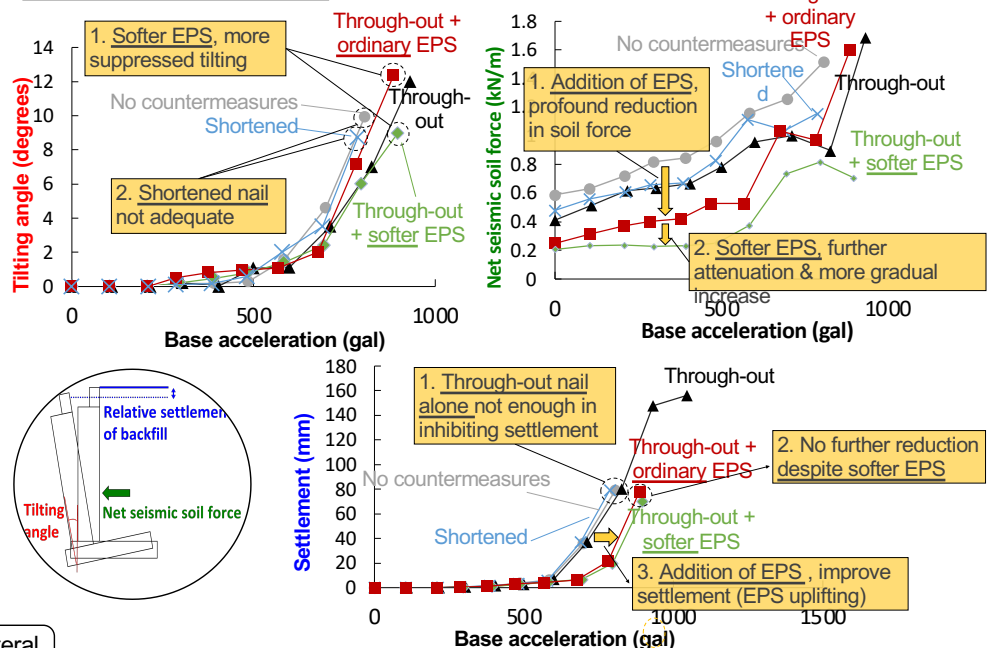 Through-out +
ordinary EPS
1. Softer EPS, more
suppressed tilting
No countermeasures
Shortened
Through-
out
2. Shortened nail
not adequate
Through-out
+ softer EPS
Tilting angle (degrees)
14
12
10
8
6
4
2
0
0
500
1000
Base acceleration (gal)
+ ordinary
EPS
No countermeasures
Shortene
d
Through-out
1. Addition of EPS,
profound reduction
in soil force
Through-out
+ softer EPS
2. Softer EPS, further
attenuation & more gradual
increase
Net seismic soil force (kN/m)
1.8
1.6
1.4
1.2
1
0.8
0.6
0.4
0.2
0
0
500
1000
Base acceleration (gal)
Relative settlemen
of backfill
Tilting
angle
Net seismic soil force
Settlement (mm)
180
160
140
120
100
80
60
40
20
0
0
500
1000
1500
Base acceleration (gal)
1. Through-out nail
alone not enough in
inhibiting settlement
Through-out
Through-out +
ordinary EPS
2. No further reduction
despite softer EPS
No countermeasures
Shortened
Through-out +
softer EPS
3. Addition of EPS , improve
settlement (EPS uplifting)
eral